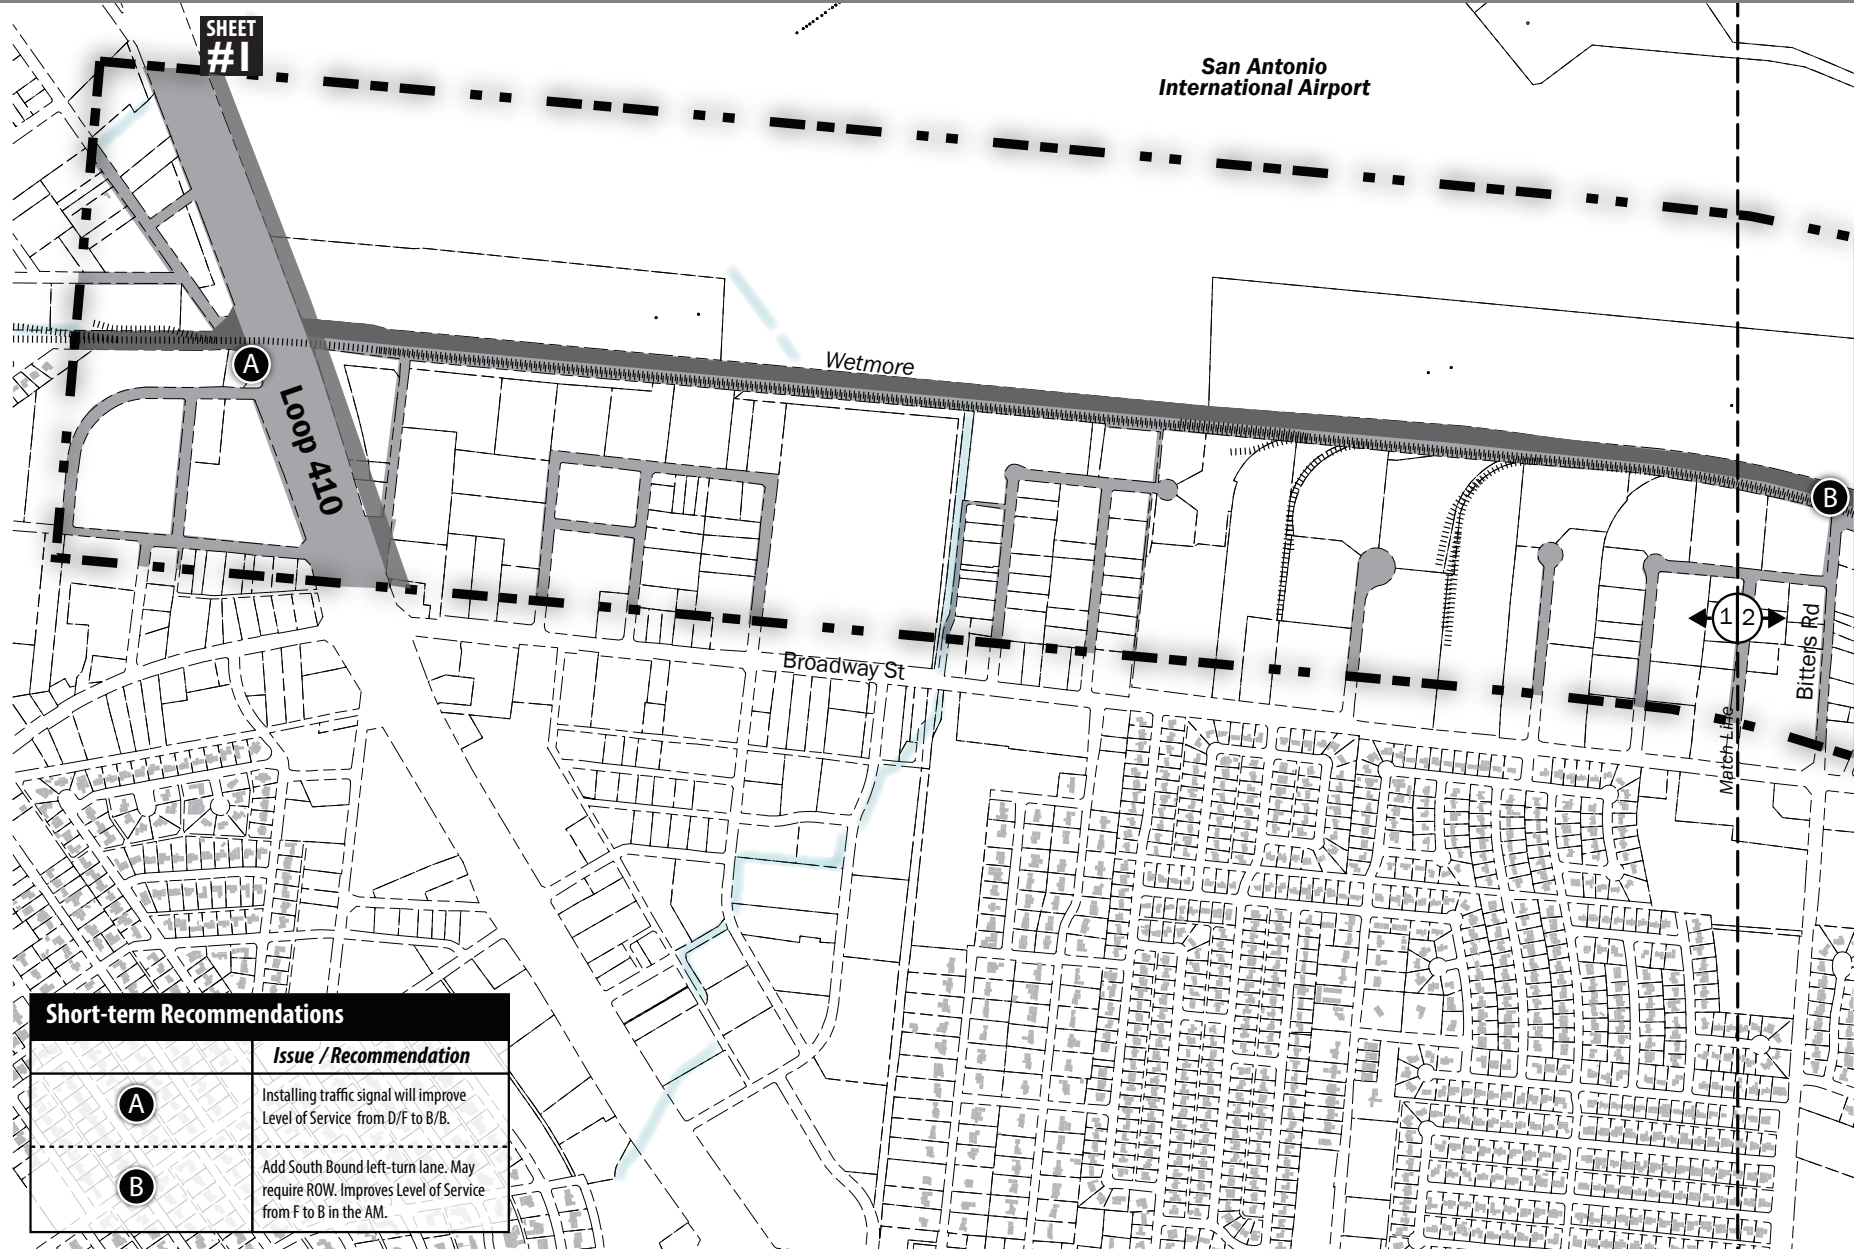 SHEET
#1
San Antonio
International Airport
Wetmore
A
Loop 410
B
1 2
Bitters Rd
Broadway St
Match Line
Short-term Recommendations
Issue / Recommendation
A
Installing traffic signal will improve
Level of Service from D/F to B/B.
B
Add South Bound left-turn lane. May
require ROW. Improves Level of Service
from F to B in the AM.